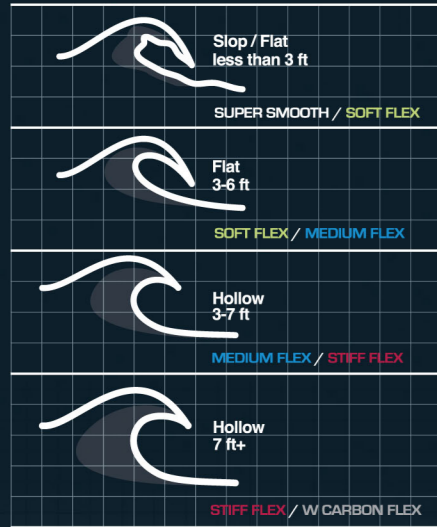 Slop / Flat
less than 3 ft
SUPER SMOOTH / SOFT FLEX
Flat
3-6 ft
SOFT FLEX / MEDIUM FLEX
Hollow
3-7 ft
MEDIUM FLEX / STIFF FLEX
Hollow
7 ft+
STIFF FLEX / W CARBON FLEX